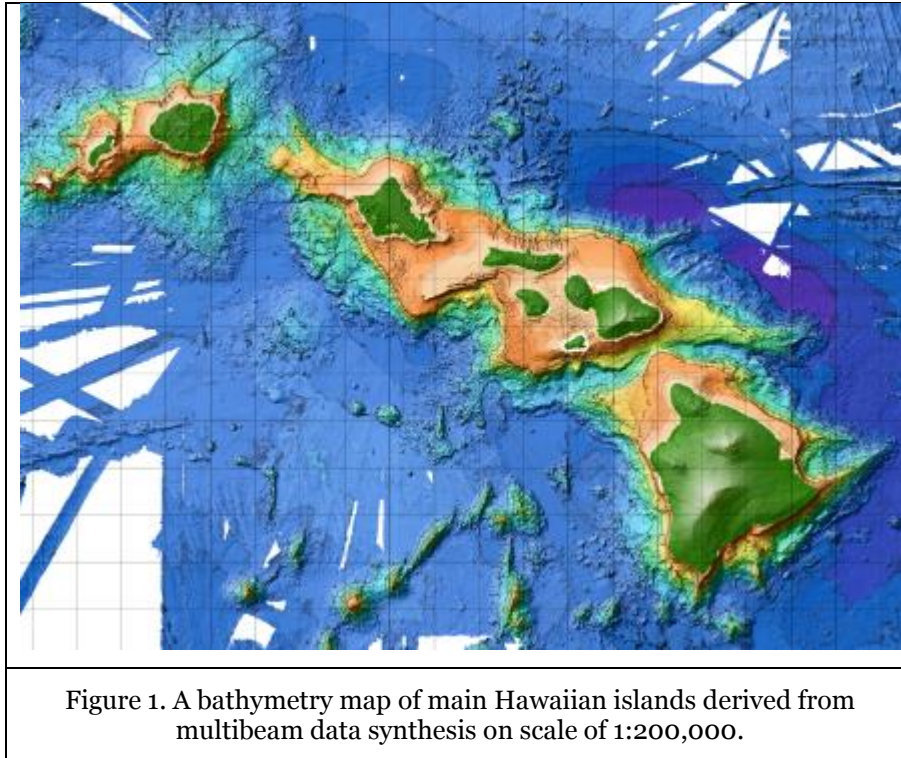 Figure 1. A bathymetry map of main Hawaiian islands derived from
multibeam data synthesis on scale of 1:200,000.